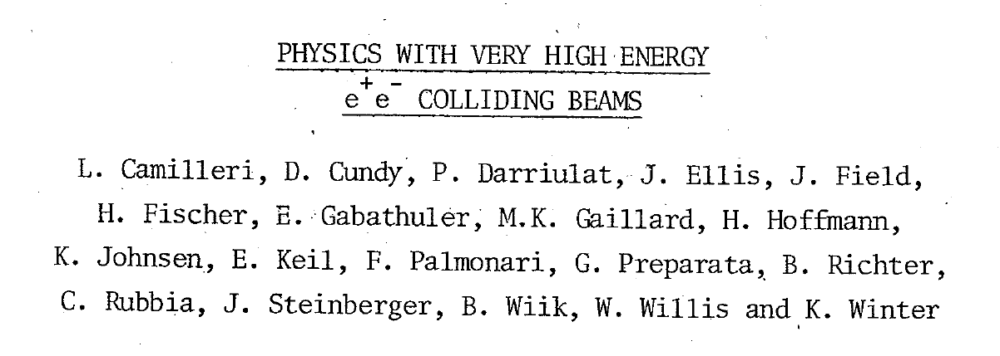 PHYSICS WITH VERY HIGH ENERGY
e⁺e⁻ COLLIDING BEAMS
L. Camilleri, D. Cundy, P. Darriulat, J. Ellis, J. Field,
H. Fischer, E. Gabathuler, M.K. Gaillard, H. Hoffmann,
K. Johnsen, E. Keil, F. Palmonari, G. Preparata, B. Richter,
C. Rubbia, J. Steinberger, B. Wiik, W. Willis and K. Winter